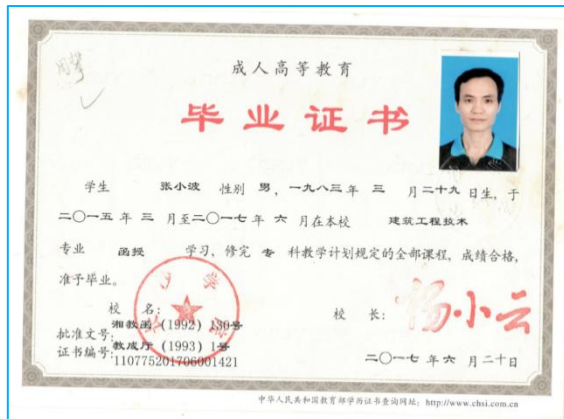 成人高等教育
毕业证书
学生 张小波 性别 男，一九八三年 三 月二十九日生，于
二〇一五年 三 月至二〇一七年 六 月在本校 建筑工程技术
专业 函授 学习，修完 专 科教学计划规定的全部课程，成绩合格，
准予毕业。
校 名： 校 长：杨小云
批准文号：湘教函（1992）130号
教成厅（1993）1号
证书编号：110775201706001421
二〇一七年六月二十日
中华人民共和国教育部学历证书查询网址：http://www.chsi.com.cn